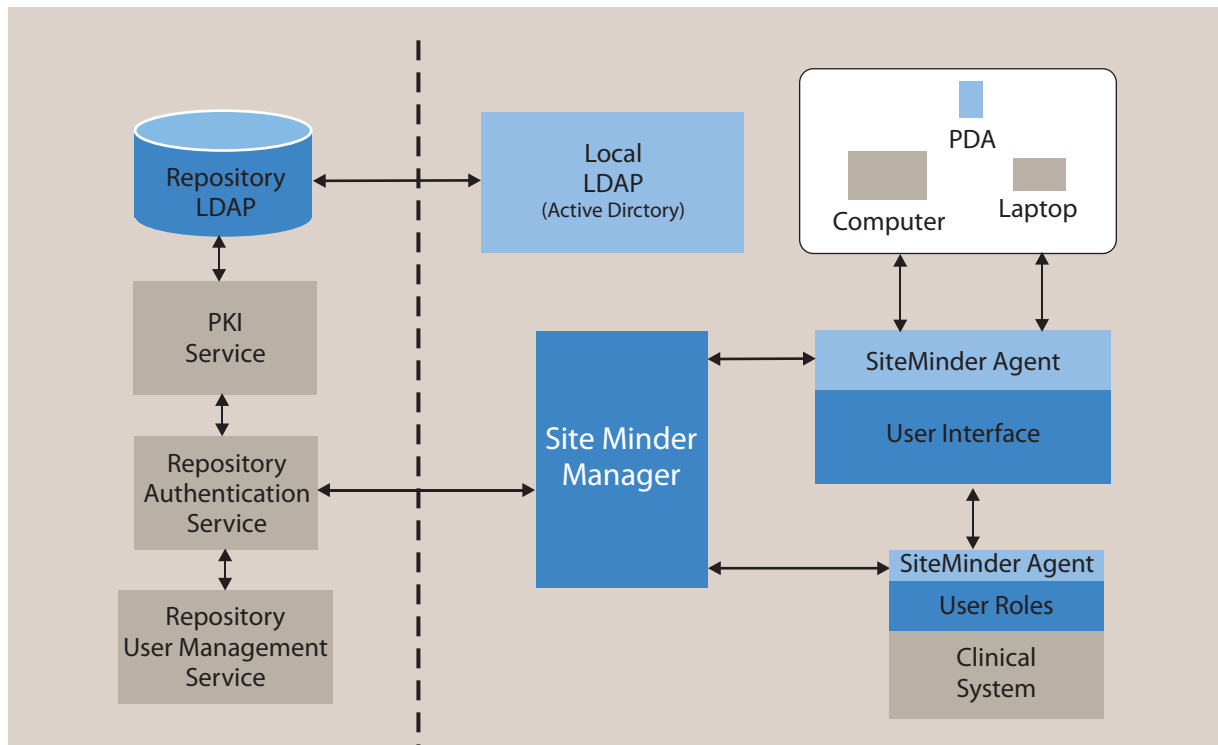 Repository
LDAP
PKI
Service
Repository
Authentication
Service
Repository
User Management
Service
Local
LDAP
(Active Dirctory)
Site Minder
Manager
PDA
Computer
Laptop
SiteMinder Agent
User Interface
SiteMinder Agent
User Roles
Clinical
System